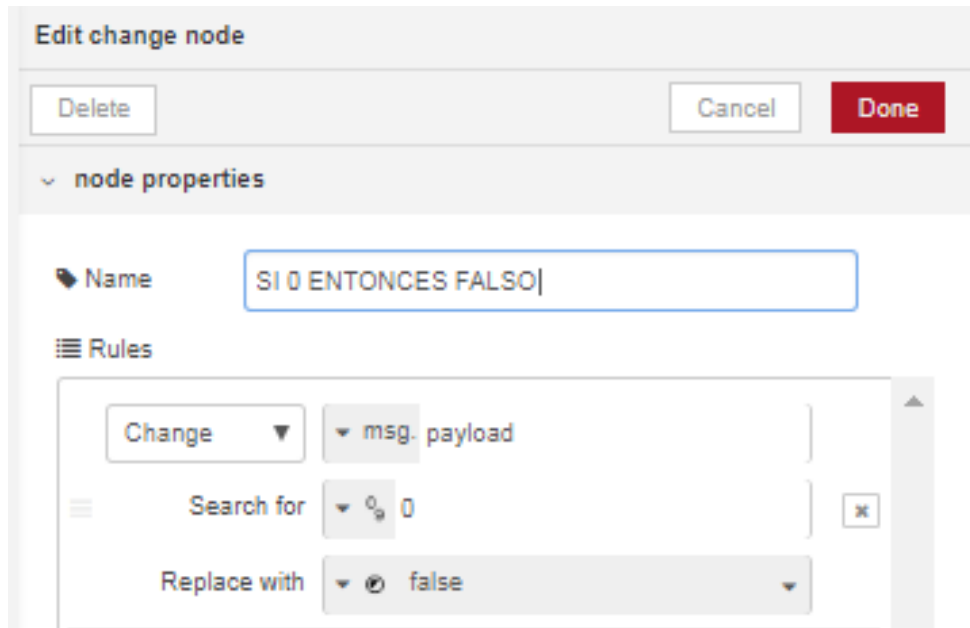 Edit change node
Delete Cancel Done
node properties
Name SI 0 ENTONCES FALSO
Rules
Change msg. payload
Search for 0
Replace with false